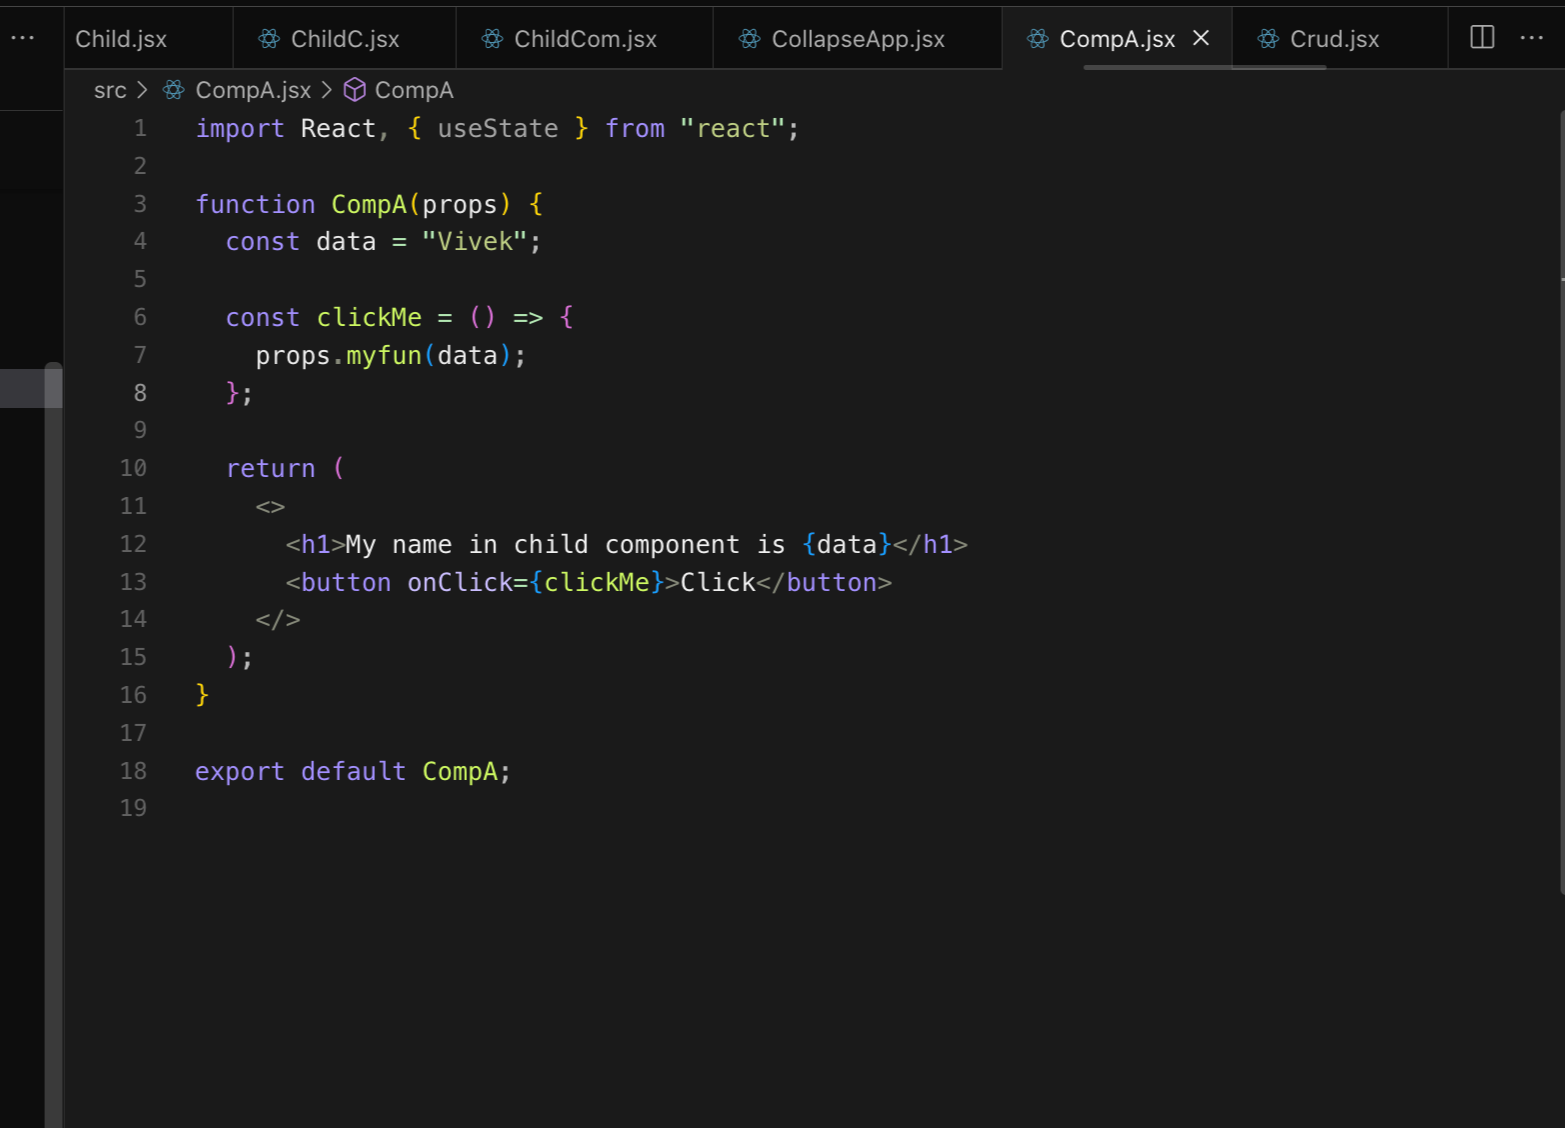 ··· Child.jsx ChildC.jsx ChildCom.jsx CollapseApp.jsx CompA.jsx × Crud.jsx ···
src > CompA.jsx > CompA
1 import React, { useState } from "react";
2
3 function CompA(props) {
4   const data = "Vivek";
5
6   const clickMe = () => {
7     props.myfun(data);
8   };
9
10   return (
11     <>
12       <h1>My name in child component is {data}</h1>
13       <button onClick={clickMe}>Click</button>
14     </>
15   );
16 }
17
18 export default CompA;
19